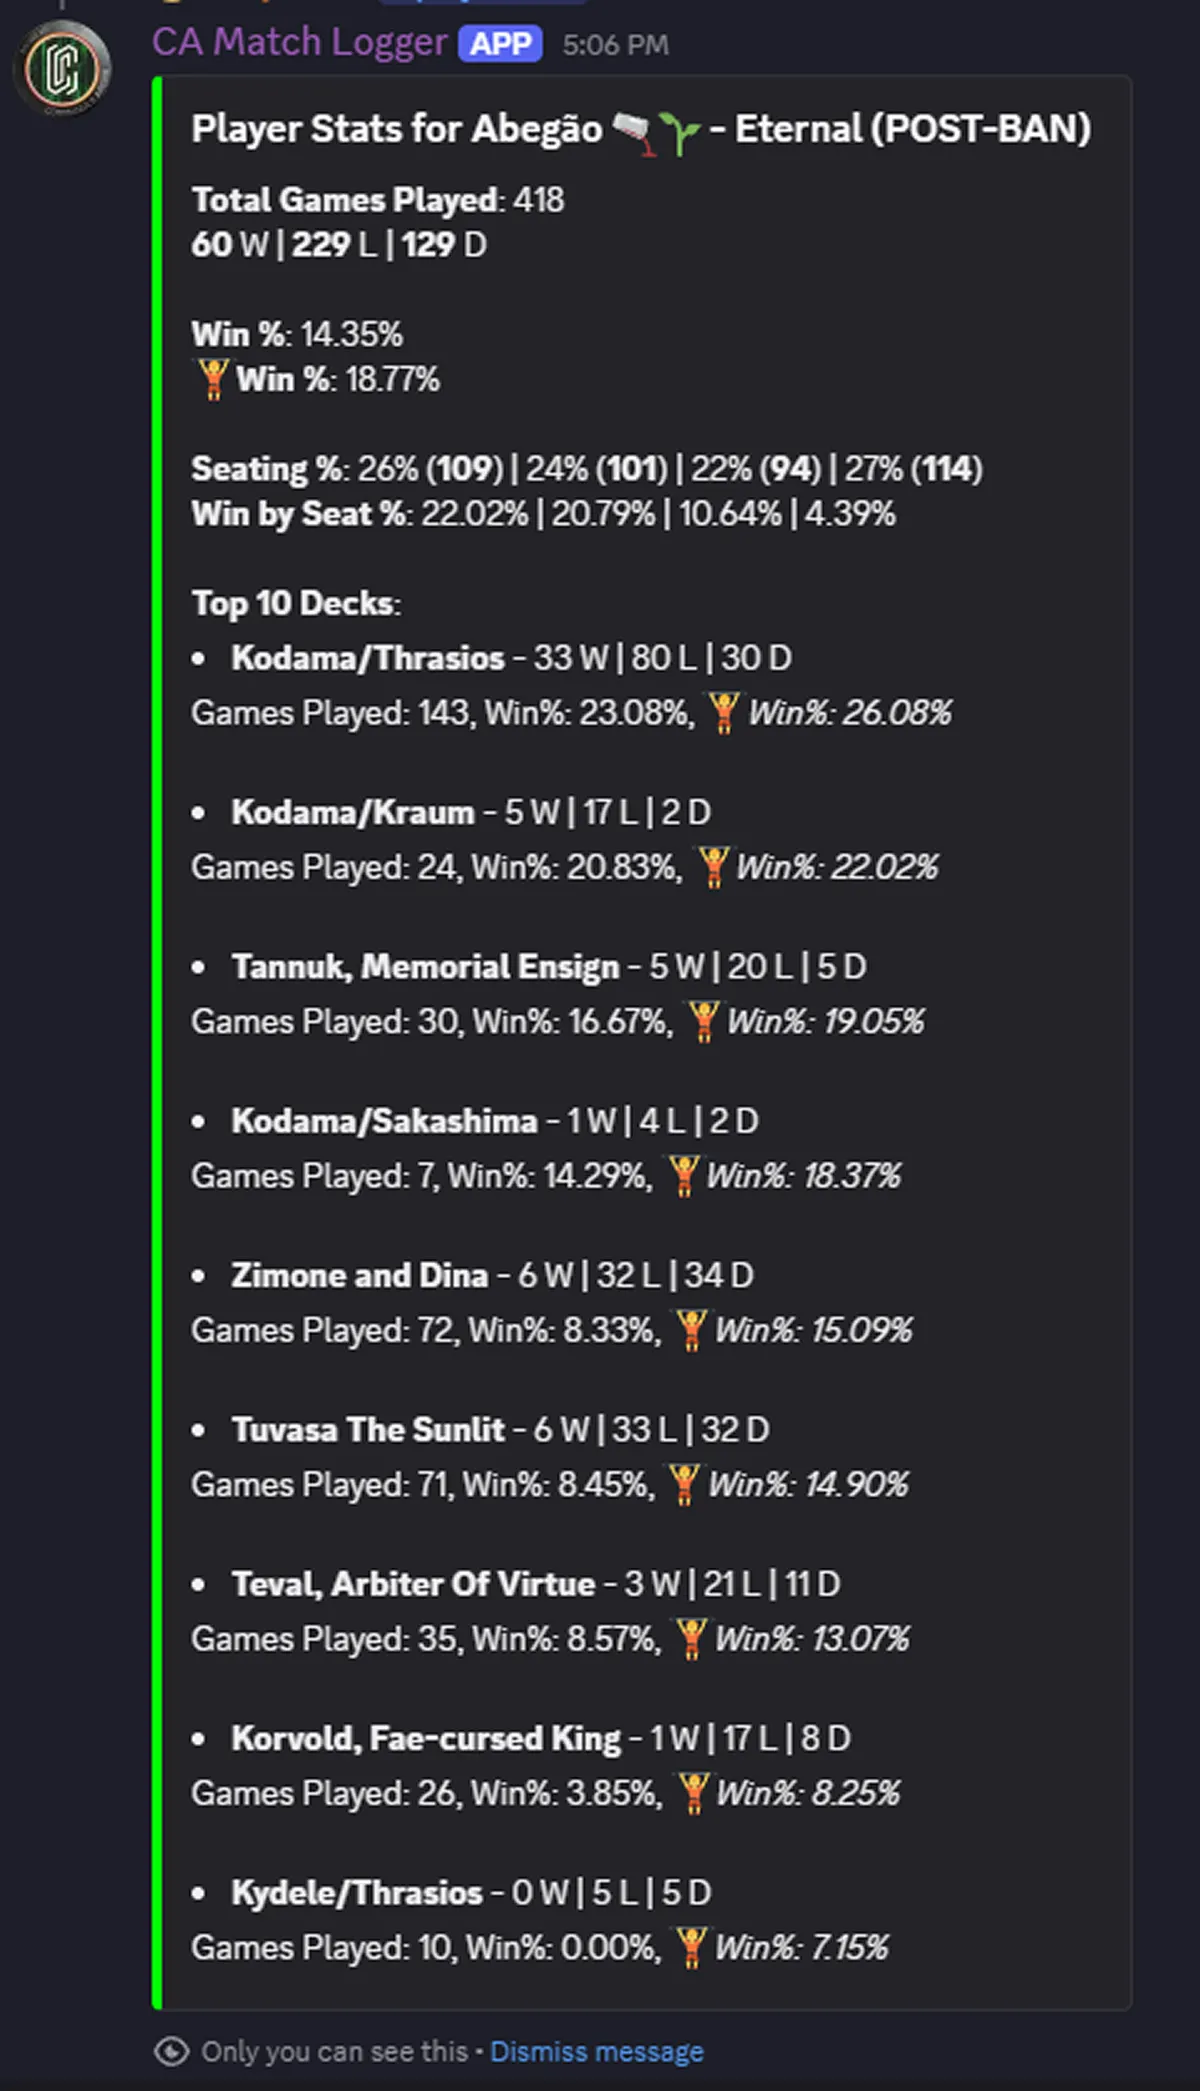 CA Match Logger APP 5:06 PM
Player Stats for Abegão - Eternal (POST-BAN)
Total Games Played: 418
60 W | 229 L | 129 D
Win %: 14.35%
Win %: 18.77%
Seating %: 26% (109) | 24% (101) | 22% (94) | 27% (114)
Win by Seat %: 22.02% | 20.79% | 10.64% | 4.39%
Top 10 Decks:
• Kodama/Thrasios - 33 W | 80 L | 30 D
Games Played: 143, Win%: 23.08%, Win%: 26.08%
• Kodama/Kraum - 5 W | 17 L | 2 D
Games Played: 24, Win%: 20.83%, Win%: 22.02%
• Tannuk, Memorial Ensign - 5 W | 20 L | 5 D
Games Played: 30, Win%: 16.67%, Win%: 19.05%
• Kodama/Sakashima - 1 W | 4 L | 2 D
Games Played: 7, Win%: 14.29%, Win%: 18.37%
• Zimone and Dina - 6 W | 32 L | 34 D
Games Played: 72, Win%: 8.33%, Win%: 15.09%
• Tuvasa The Sunlit - 6 W | 33 L | 32 D
Games Played: 71, Win%: 8.45%, Win%: 14.90%
• Teval, Arbiter Of Virtue - 3 W | 21 L | 11 D
Games Played: 35, Win%: 8.57%, Win%: 13.07%
• Korvold, Fae-cursed King - 1 W | 17 L | 8 D
Games Played: 26, Win%: 3.85%, Win%: 8.25%
• Kydele/Thrasios - 0 W | 5 L | 5 D
Games Played: 10, Win%: 0.00%, Win%: 7.15%
Only you can see this • Dismiss message